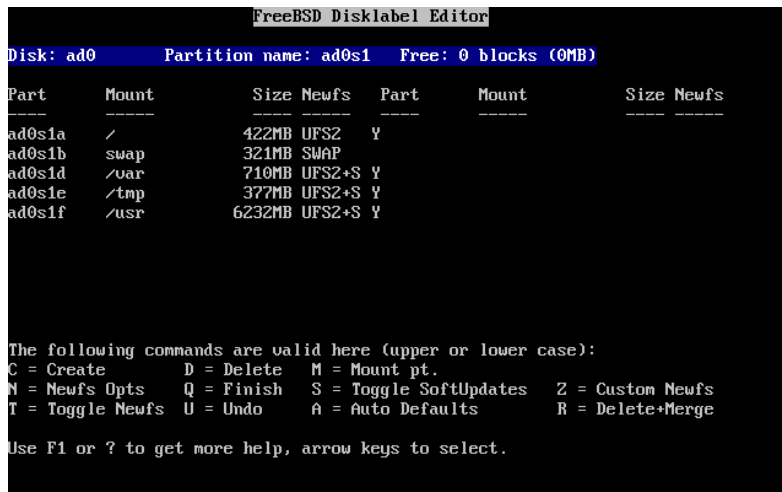 FreeBSD Disklabel Editor
Disk: ad0 Partition name: ad0s1 Free: 0 blocks (0MB)
Part Mount Size Newfs Part Mount Size Newfs
---- ----- ---- ----- ---- ----- ---- -----
ad0s1a / 422MB UFS2 Y
ad0s1b swap 321MB SWAP
ad0s1d /var 710MB UFS2+S Y
ad0s1e /tmp 377MB UFS2+S Y
ad0s1f /usr 6232MB UFS2+S Y
The following commands are valid here (upper or lower case):
C = Create D = Delete M = Mount pt.
N = Newfs Opts Q = Finish S = Toggle SoftUpdates Z = Custom Newfs
T = Toggle Newfs U = Undo A = Auto Defaults R = Delete+Merge
Use F1 or ? to get more help, arrow keys to select.